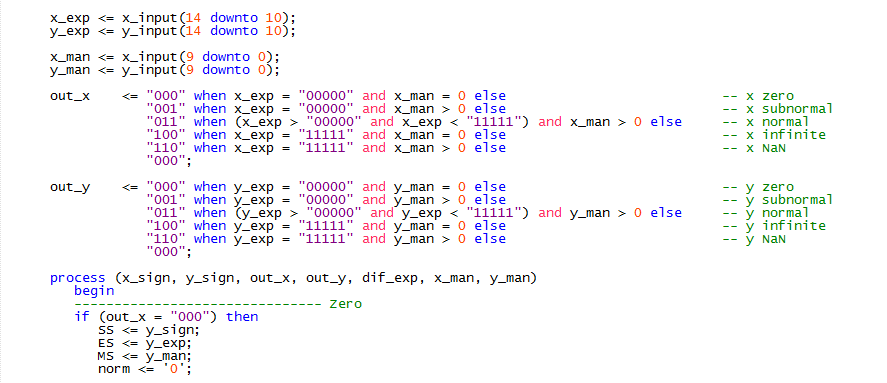 x_exp <= x_input(14 downto 10);
y_exp <= y_input(14 downto 10);
x_man <= x_input(9 downto 0);
y_man <= y_input(9 downto 0);
out_x <= "000" when x_exp = "00000" and x_man = 0 else -- x zero
"001" when x_exp = "00000" and x_man > 0 else -- x subnormal
"011" when (x_exp > "00000" and x_exp < "11111") and x_man > 0 else -- x normal
"100" when x_exp = "11111" and x_man = 0 else -- x infinite
"110" when x_exp = "11111" and x_man > 0 else -- x NaN
"000";
out_y <= "000" when y_exp = "00000" and y_man = 0 else -- y zero
"001" when y_exp = "00000" and y_man > 0 else -- y subnormal
"011" when (y_exp > "00000" and y_exp < "11111") and y_man > 0 else -- y normal
"100" when y_exp = "11111" and y_man = 0 else -- y infinite
"110" when y_exp = "11111" and y_man > 0 else -- y NaN
"000";
process (x_sign, y_sign, out_x, out_y, dif_exp, x_man, y_man)
begin
------------------------------- Zero
if (out_x = "000") then
SS <= y_sign;
ES <= y_exp;
MS <= y_man;
norm <= '0';